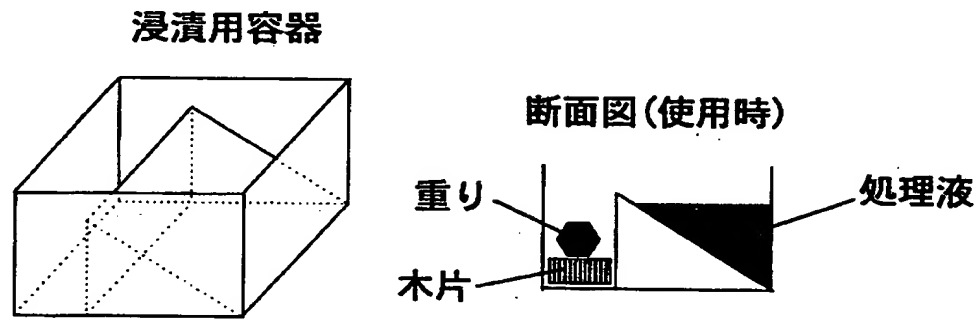 浸漬用容器
断面図(使用時)
重り
処理液
木片